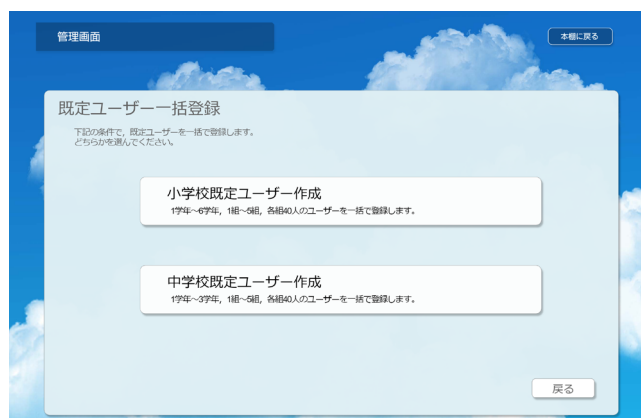 管理画面
本棚に戻る
既定ユーザー一括登録
下記の条件で，既定ユーザーを一括で登録します。
どちらかを選んでください。
小学校既定ユーザー作成
1学年～6学年，1組～5組，各組40人のユーザーを一括で登録します。
中学校既定ユーザー作成
1学年～3学年，1組～5組，各組40人のユーザーを一括で登録します。
戻る